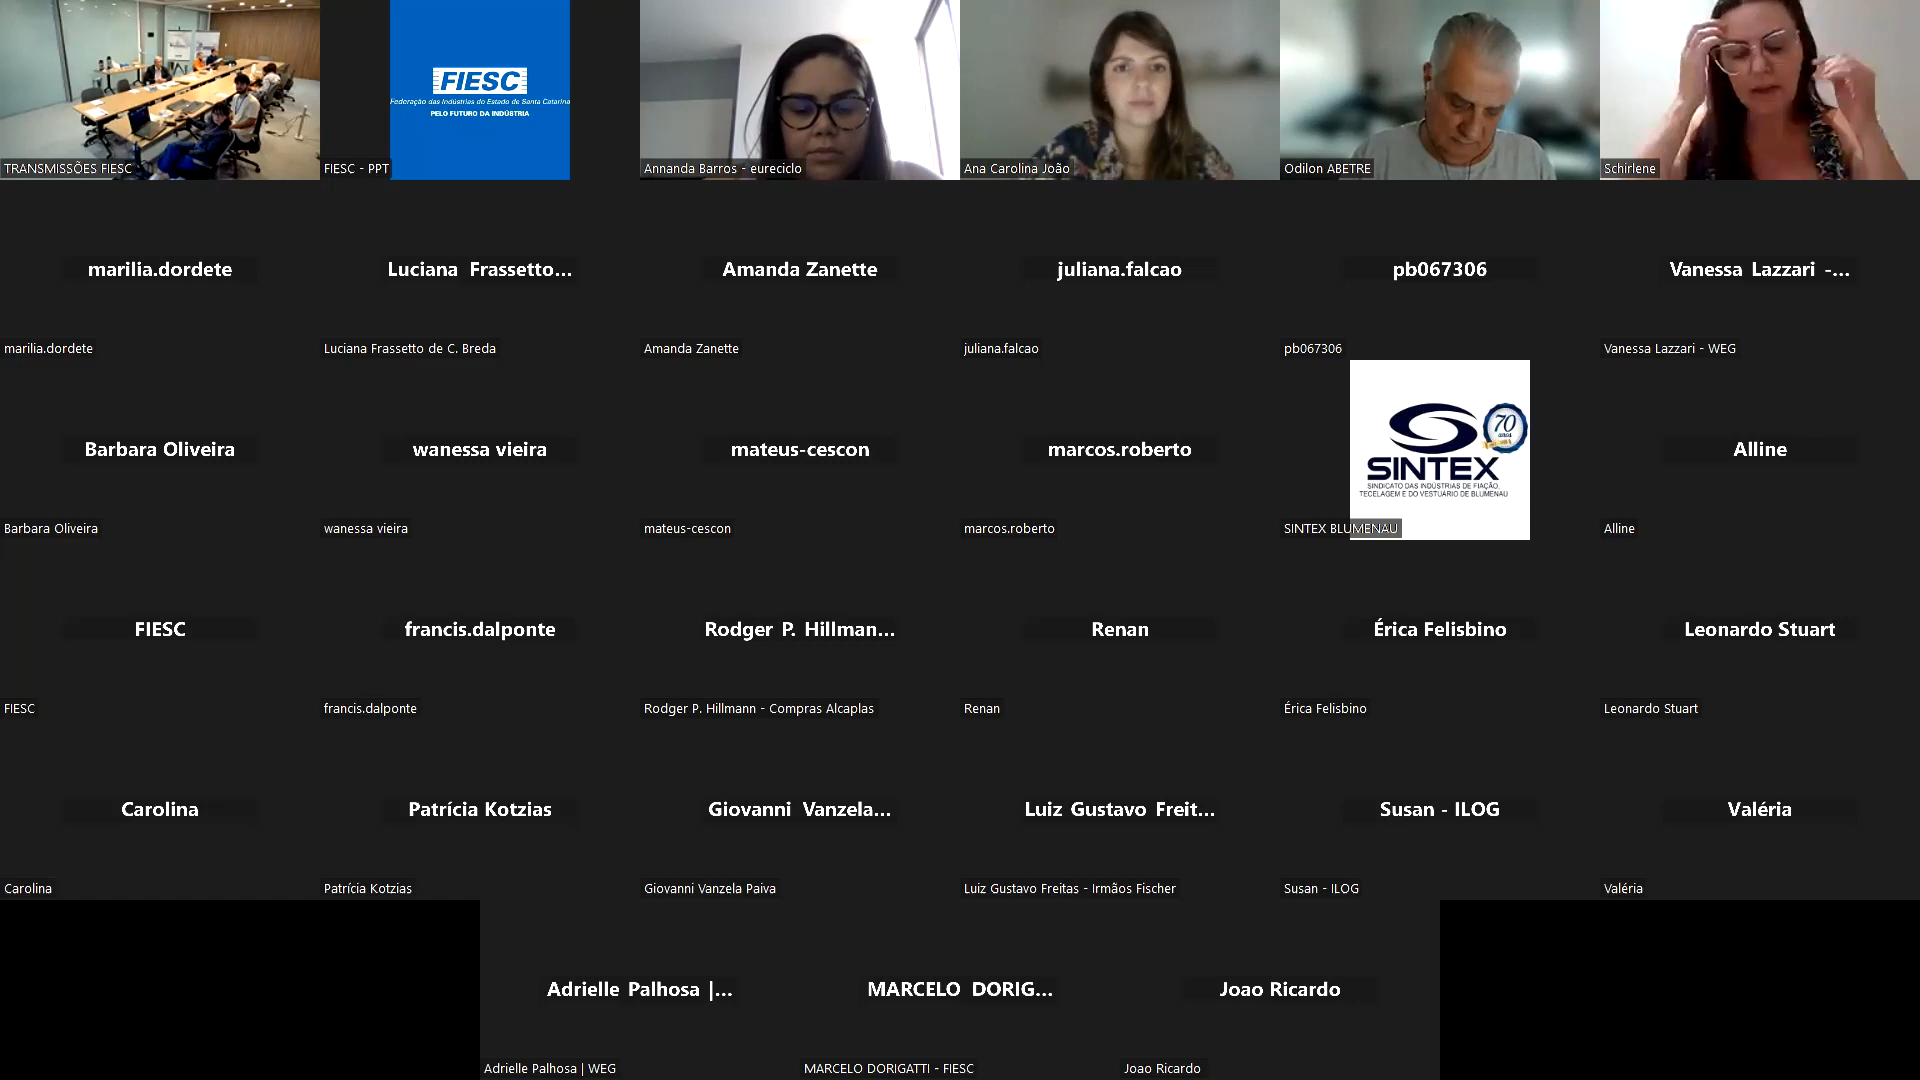 FIESC
Federação das Indústrias do Estado de Santa Catarina
PELO FUTURO DA INDÚSTRIA
TRANSMISSÕES FIESC
FIESC - PPT
Annanda Barros - eureciclo
Ana Carolina João
Odilon ABETRE
Schirlene
marilia.dordete
Luciana Frassetto...
Amanda Zanette
juliana.falcao
pb067306
Vanessa Lazzari -...
marilia.dordete
Luciana Frassetto de C. Breda
Amanda Zanette
juliana.falcao
pb067306
Vanessa Lazzari - WEG
Barbara Oliveira
wanessa vieira
mateus-cescon
marcos.roberto
70
anos
SINTEX
SINDICATO DAS INDÚSTRIAS DE FIAÇÃO,
TECELAGEM E DO VESTUÁRIO DE BLUMENAU
Alline
Barbara Oliveira
wanessa vieira
mateus-cescon
marcos.roberto
SINTEX BLUMENAU
Alline
FIESC
francis.dalponte
Rodger P. Hillman...
Renan
Érica Felisbino
Leonardo Stuart
FIESC
francis.dalponte
Rodger P. Hillmann - Compras Alcaplas
Renan
Érica Felisbino
Leonardo Stuart
Carolina
Patrícia Kotzias
Giovanni Vanzela...
Luiz Gustavo Freit...
Susan - ILOG
Valéria
Carolina
Patrícia Kotzias
Giovanni Vanzela Paiva
Luiz Gustavo Freitas - Irmãos Fischer
Susan - ILOG
Valéria
Adrielle Palhosa |...
MARCELO DORIG...
Joao Ricardo
Adrielle Palhosa | WEG
MARCELO DORIGATTI - FIESC
Joao Ricardo